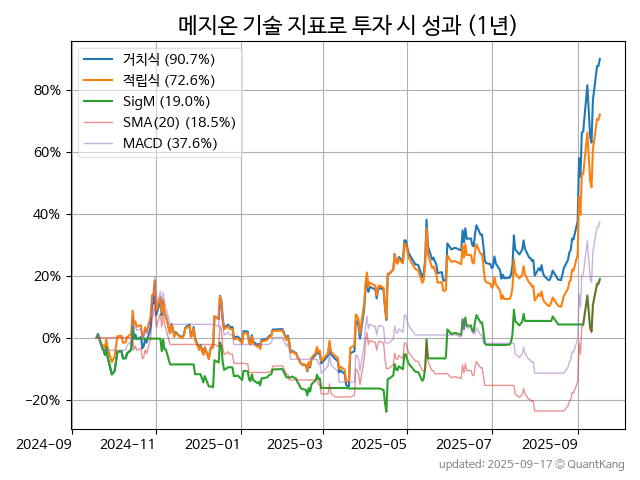 메지온 기술 지표로 투자 시 성과 (1년)
거치식 (90.7%)
적립식 (72.6%)
SigM (19.0%)
SMA(20) (18.5%)
MACD (37.6%)
80%
60%
40%
20%
0%
−20%
2024-09 2024-11 2025-01 2025-03 2025-05 2025-07 2025-09
updated: 2025-09-17 © QuantKang